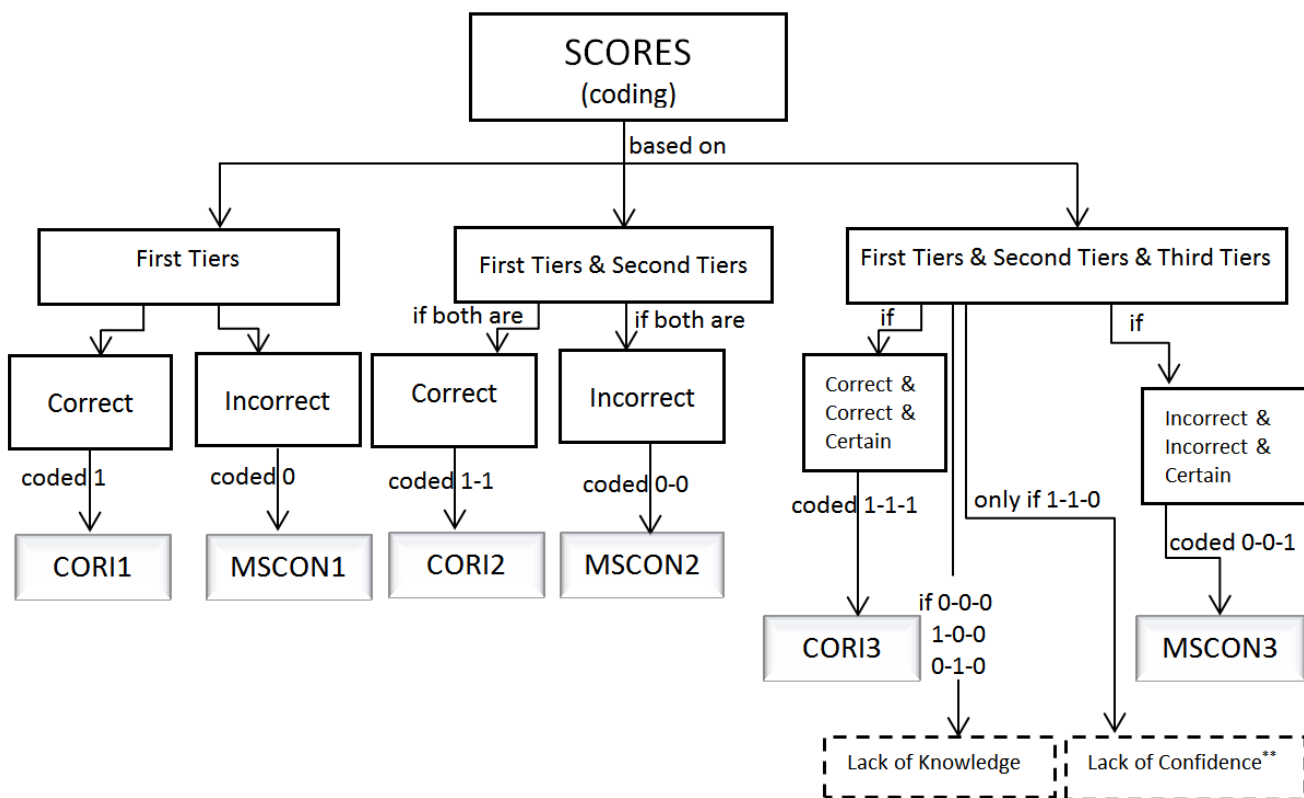 SCORES
(coding)
based on
First Tiers
First Tiers & Second Tiers
First Tiers & Second Tiers & Third Tiers
if both are
if both are
if
if
Correct
Incorrect
Correct
Incorrect
Correct &
Correct &
Certain
Incorrect &
Incorrect &
Certain
coded 1
coded 0
coded 1-1
coded 0-0
coded 1-1-1
only if 1-1-0
coded 0-0-1
CORI1
MSCON1
CORI2
MSCON2
if 0-0-0
1-0-0
0-1-0
CORI3
MSCON3
Lack of Knowledge
Lack of Confidence**